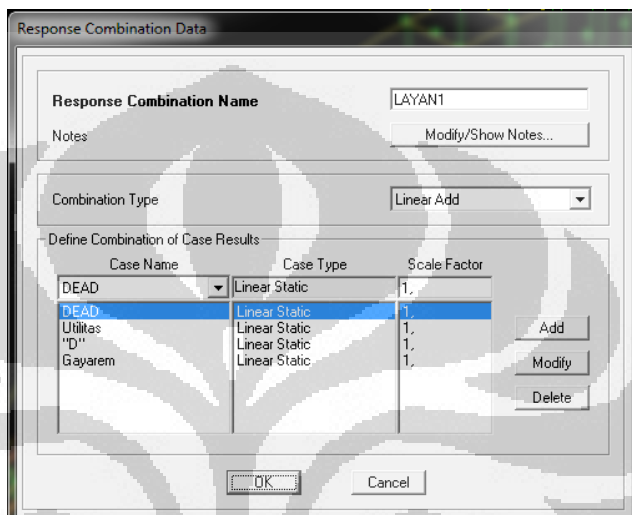 Response Combination Data
Response Combination Name LAYAN1
Notes Modify/Show Notes...
Combination Type Linear Add
Define Combination of Case Results
Case Name Case Type Scale Factor
DEAD Linear Static 1,
DEAD Linear Static 1,
Utilitas Linear Static 1,
"D" Linear Static 1,
Gayarem Linear Static 1,
Add
Modify
Delete
OK Cancel